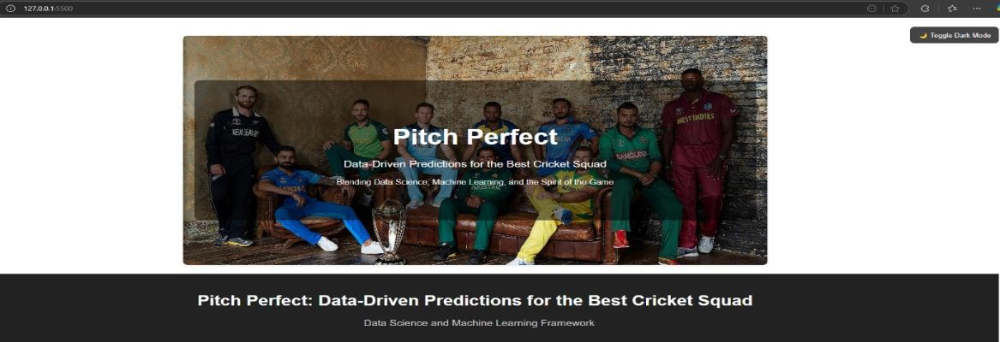 127.0.0.1:5500
🌙 Toggle Dark Mode
NEW ZEALAND
WEST INDIES
BANGLADESH
PAKISTAN
Pitch Perfect
Data-Driven Predictions for the Best Cricket Squad
Blending Data Science, Machine Learning, and the Spirit of the Game
Pitch Perfect: Data-Driven Predictions for the Best Cricket Squad
Data Science and Machine Learning Framework